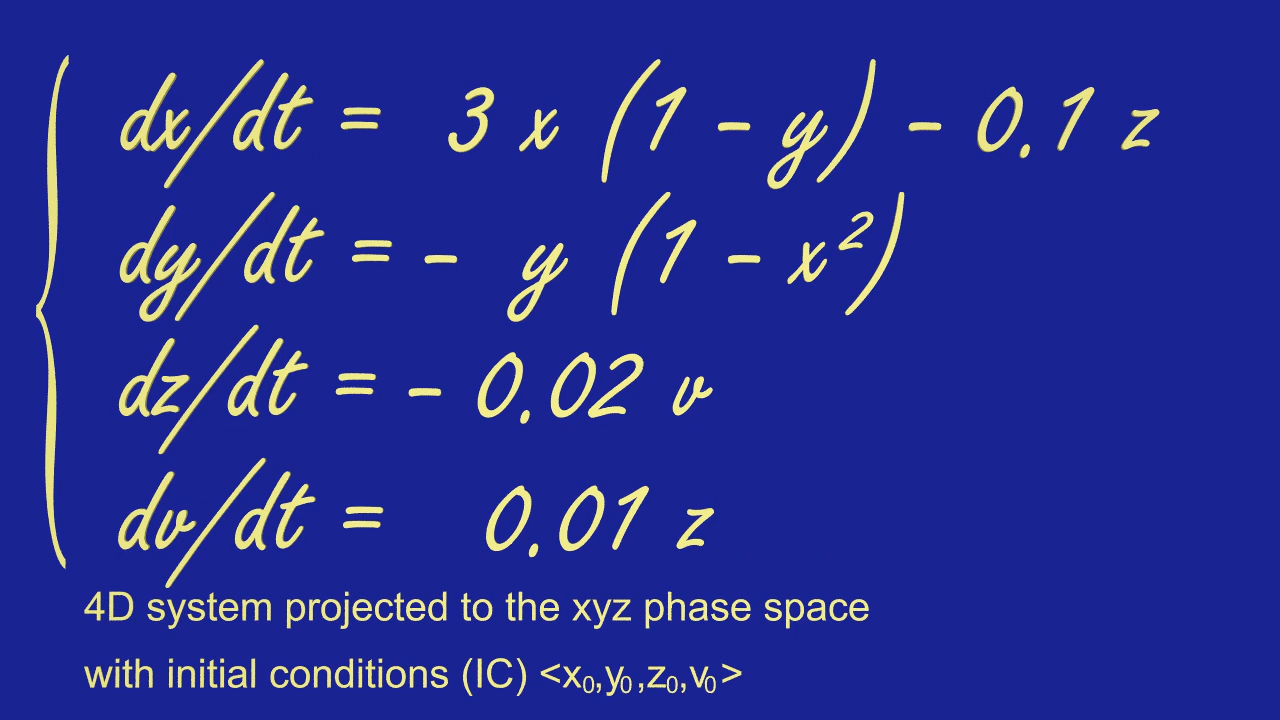 dx/dt = 3 x (1 - y) - 0.1 z
dy/dt = - y (1 - x²)
dz/dt = - 0.02 v
dv/dt = 0.01 z
4D system projected to the xyz phase space
with initial conditions (IC) <x₀,y₀,z₀,v₀>